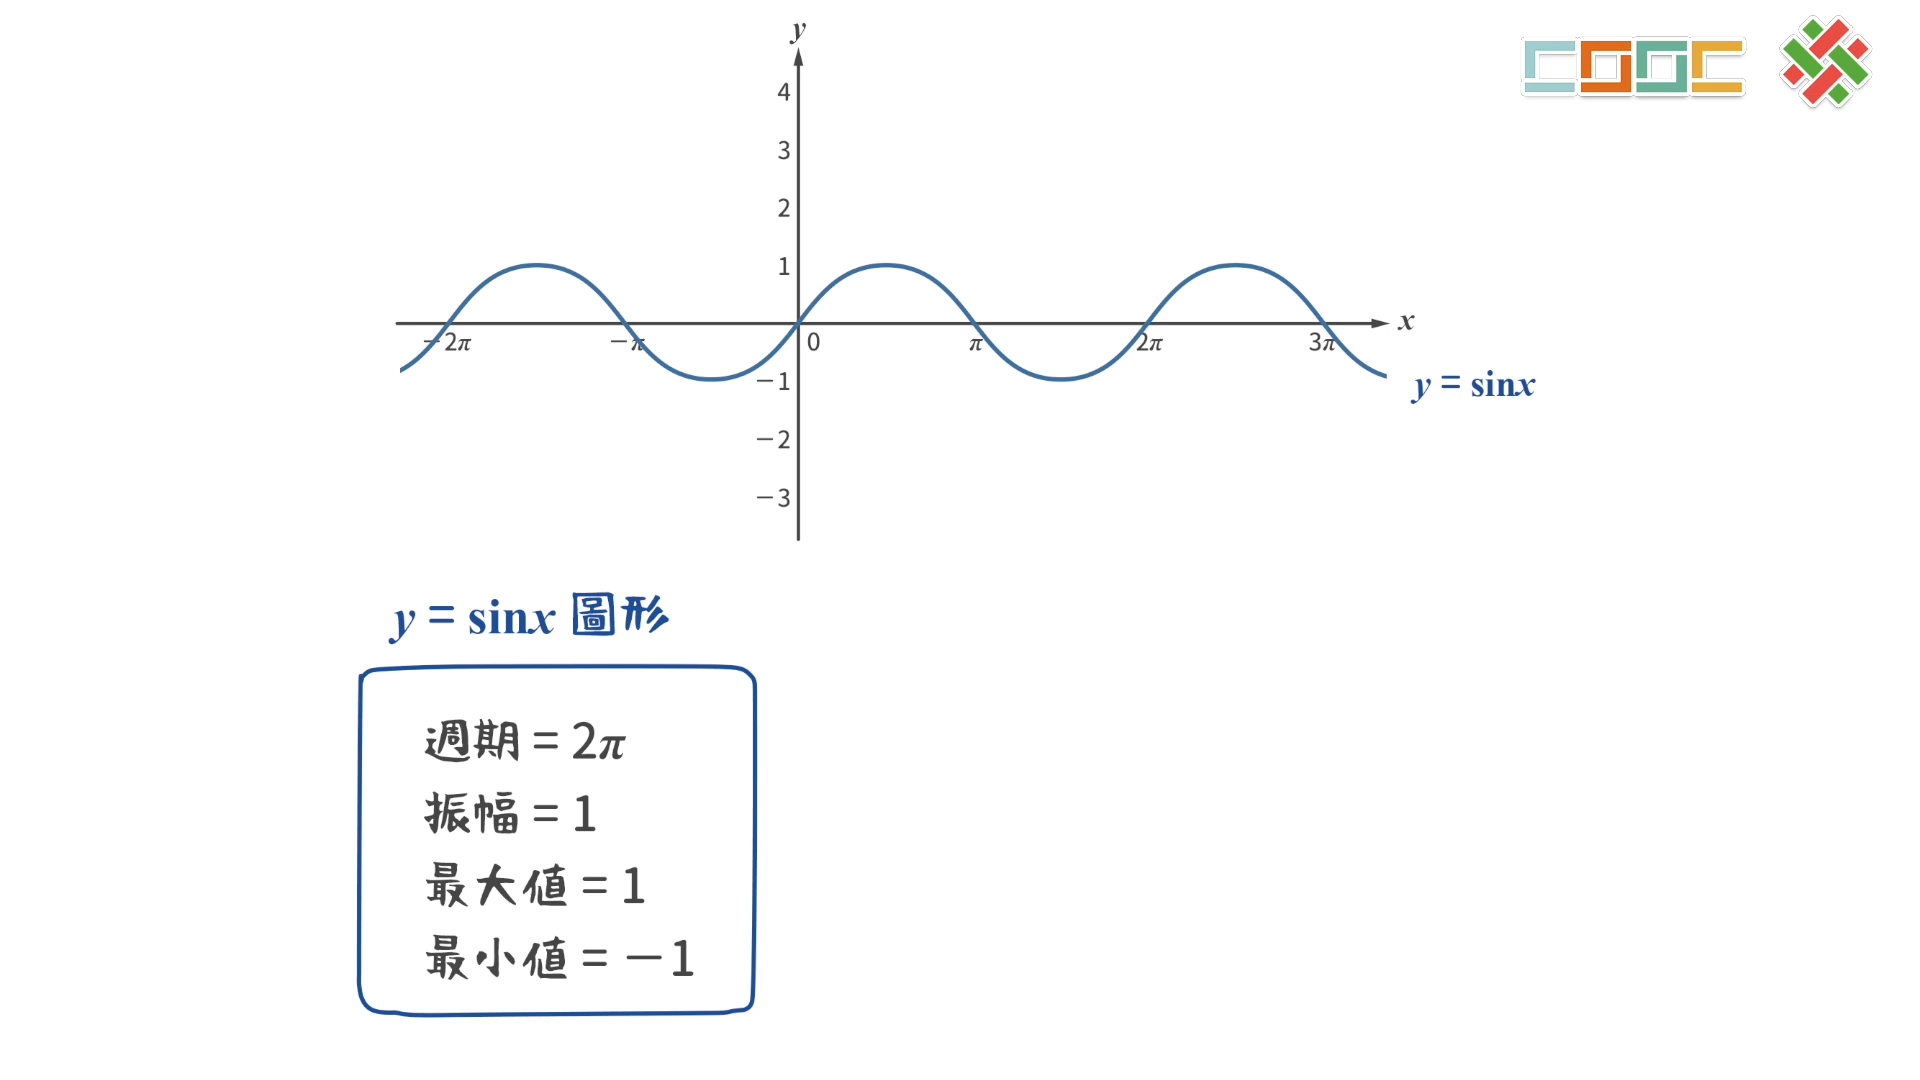 y
4
3
2
1
x
－2π
－π
0
π
2π
3π
－1
y = sinx
－2
－3
y = sinx 圖形
週期 = 2π
振幅 = 1
最大值 = 1
最小值 = －1